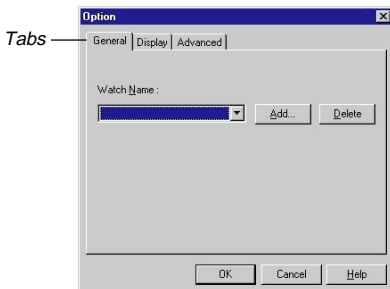 Option
Tabs
General Display Advanced
Watch Name :
Add... Delete
OK Cancel Help